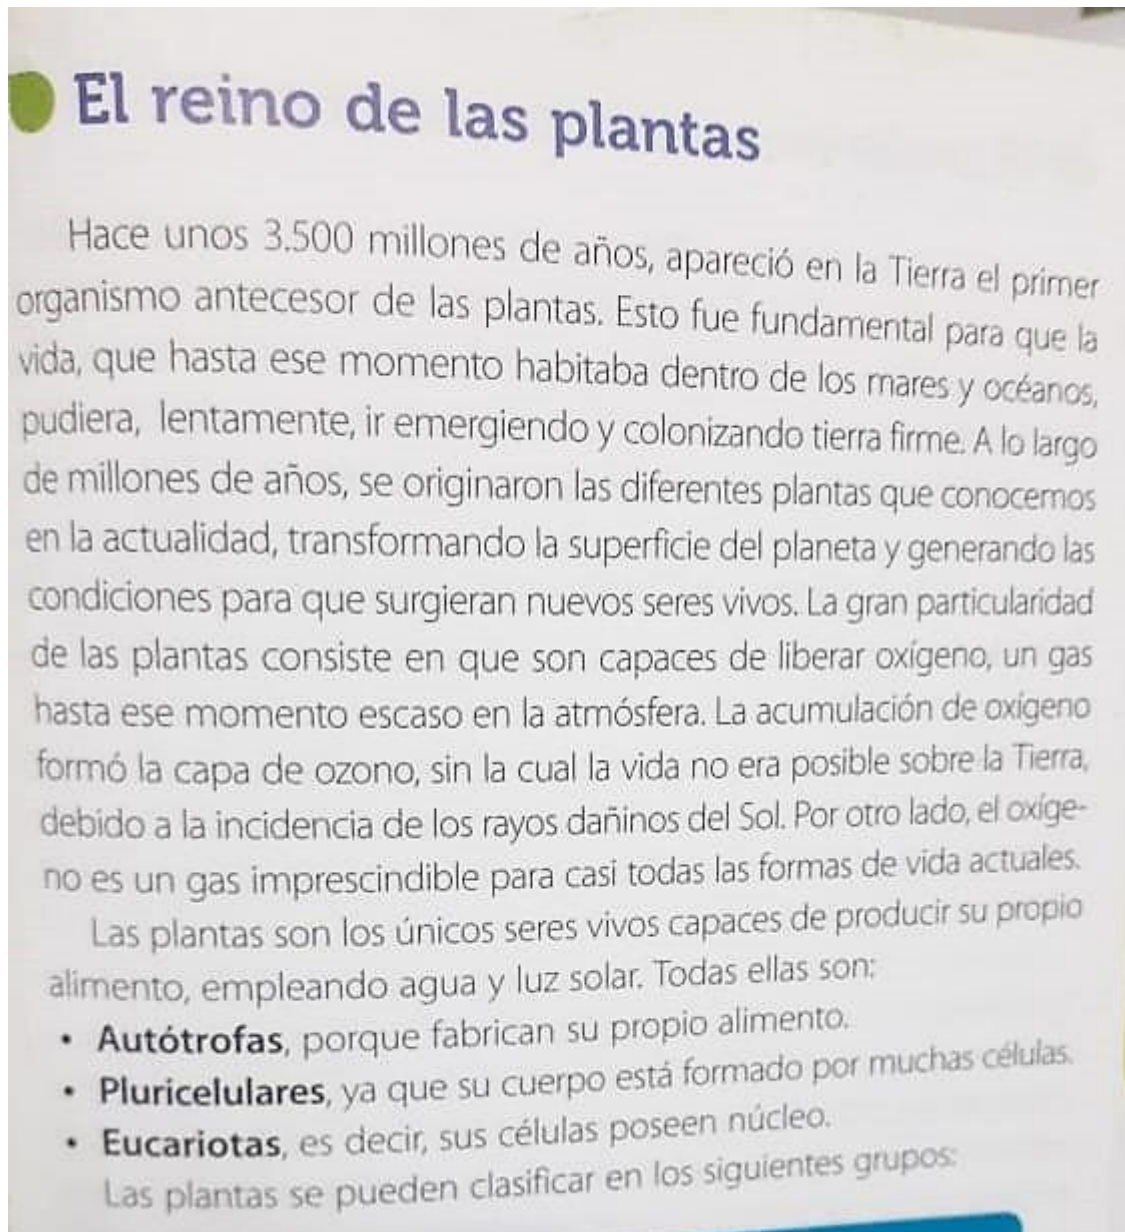 El reino de las plantas
Hace unos 3.500 millones de años, apareció en la Tierra el primer
organismo antecesor de las plantas. Esto fue fundamental para que la
vida, que hasta ese momento habitaba dentro de los mares y océanos,
pudiera, lentamente, ir emergiendo y colonizando tierra firme. A lo largo
de millones de años, se originaron las diferentes plantas que conocemos
en la actualidad, transformando la superficie del planeta y generando las
condiciones para que surgieran nuevos seres vivos. La gran particularidad
de las plantas consiste en que son capaces de liberar oxígeno, un gas
hasta ese momento escaso en la atmósfera. La acumulación de oxígeno
formó la capa de ozono, sin la cual la vida no era posible sobre la Tierra,
debido a la incidencia de los rayos dañinos del Sol. Por otro lado, el oxíge-
no es un gas imprescindible para casi todas las formas de vida actuales.
Las plantas son los únicos seres vivos capaces de producir su propio
alimento, empleando agua y luz solar. Todas ellas son:
• Autótrofas, porque fabrican su propio alimento.
• Pluricelulares, ya que su cuerpo está formado por muchas células.
• Eucariotas, es decir, sus células poseen núcleo.
Las plantas se pueden clasificar en los siguientes grupos: